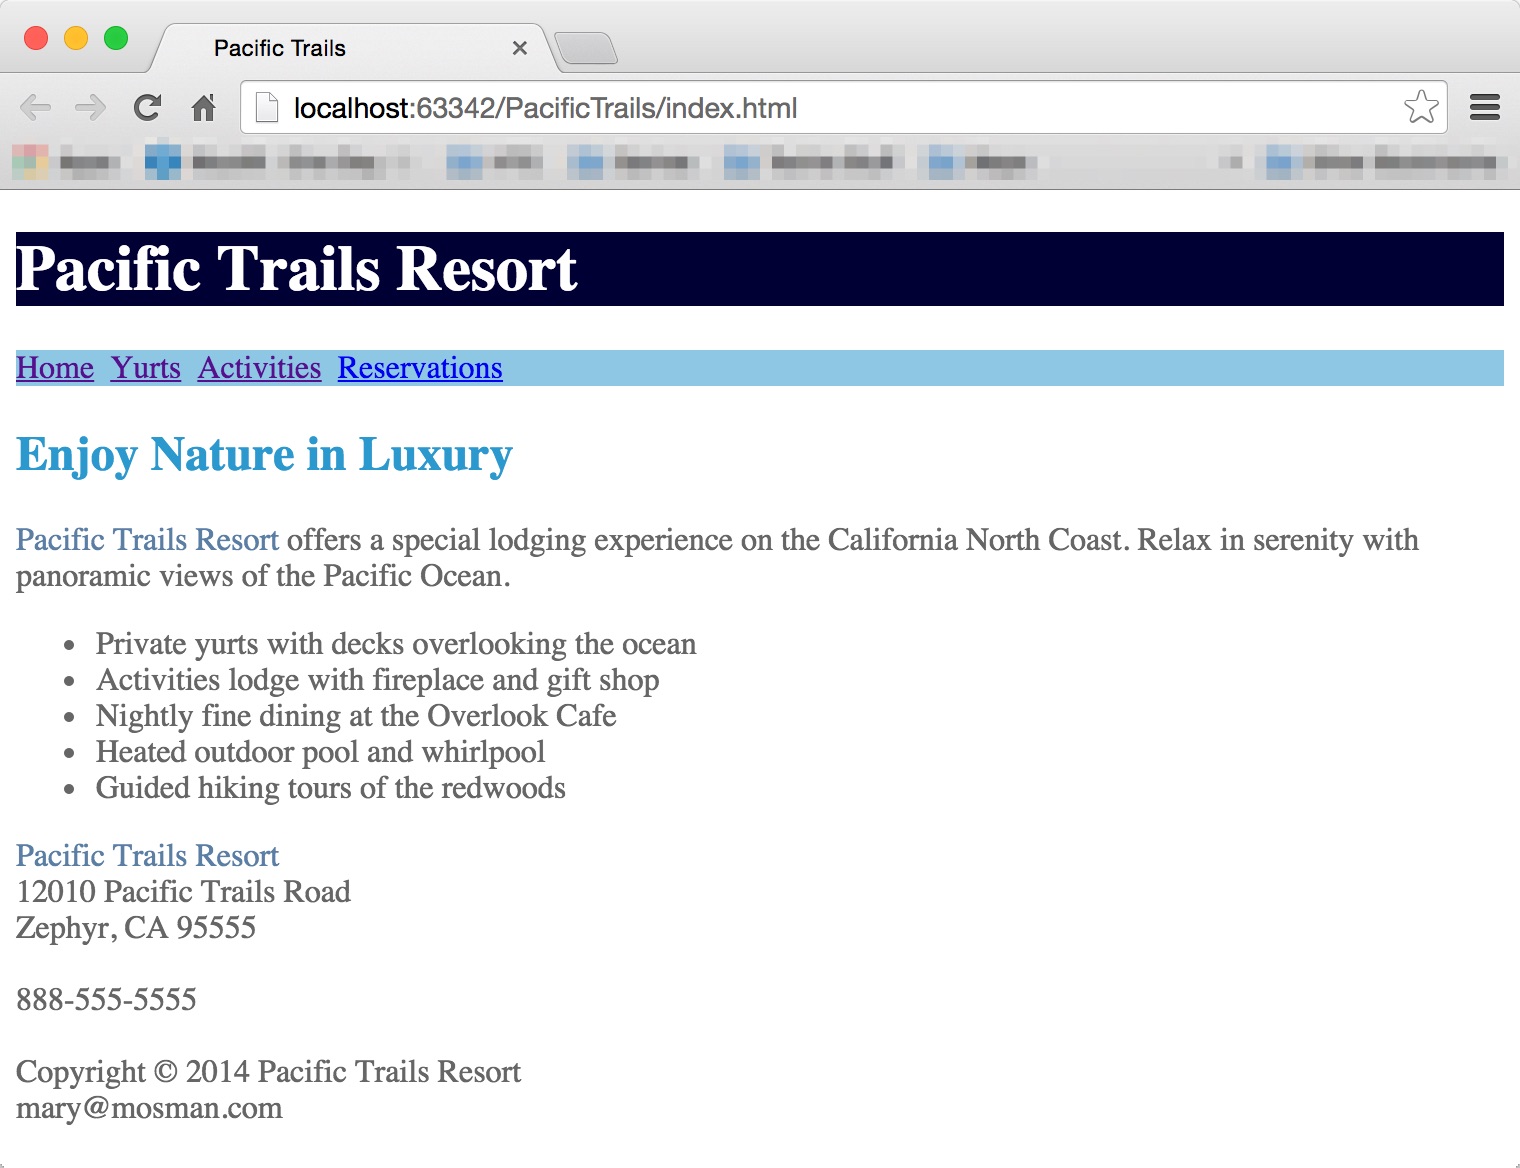 Pacific Trails
localhost:63342/PacificTrails/index.html
Pacific Trails Resort
Home Yurts Activities Reservations
Enjoy Nature in Luxury
Pacific Trails Resort offers a special lodging experience on the California North Coast. Relax in serenity with
panoramic views of the Pacific Ocean.
• Private yurts with decks overlooking the ocean
• Activities lodge with fireplace and gift shop
• Nightly fine dining at the Overlook Cafe
• Heated outdoor pool and whirlpool
• Guided hiking tours of the redwoods
Pacific Trails Resort
12010 Pacific Trails Road
Zephyr, CA 95555
888-555-5555
Copyright © 2014 Pacific Trails Resort
mary@mosman.com